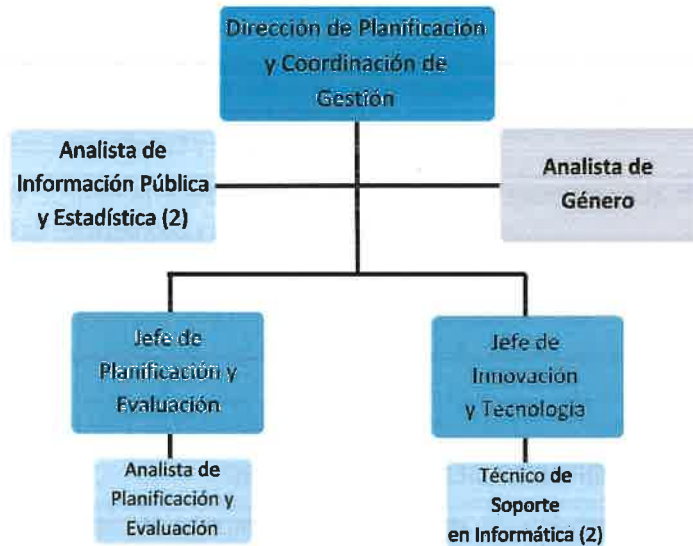 Dirección de Planificación
y Coordinación de
Gestión
Analista de
Información Pública
y Estadística (2)
Analista de
Género
Jefe de
Planificación y
Evaluación
Jefe de
Innovación
y Tecnología
Analista de
Planificación y
Evaluación
Técnico de
Soporte
en Informática (2)